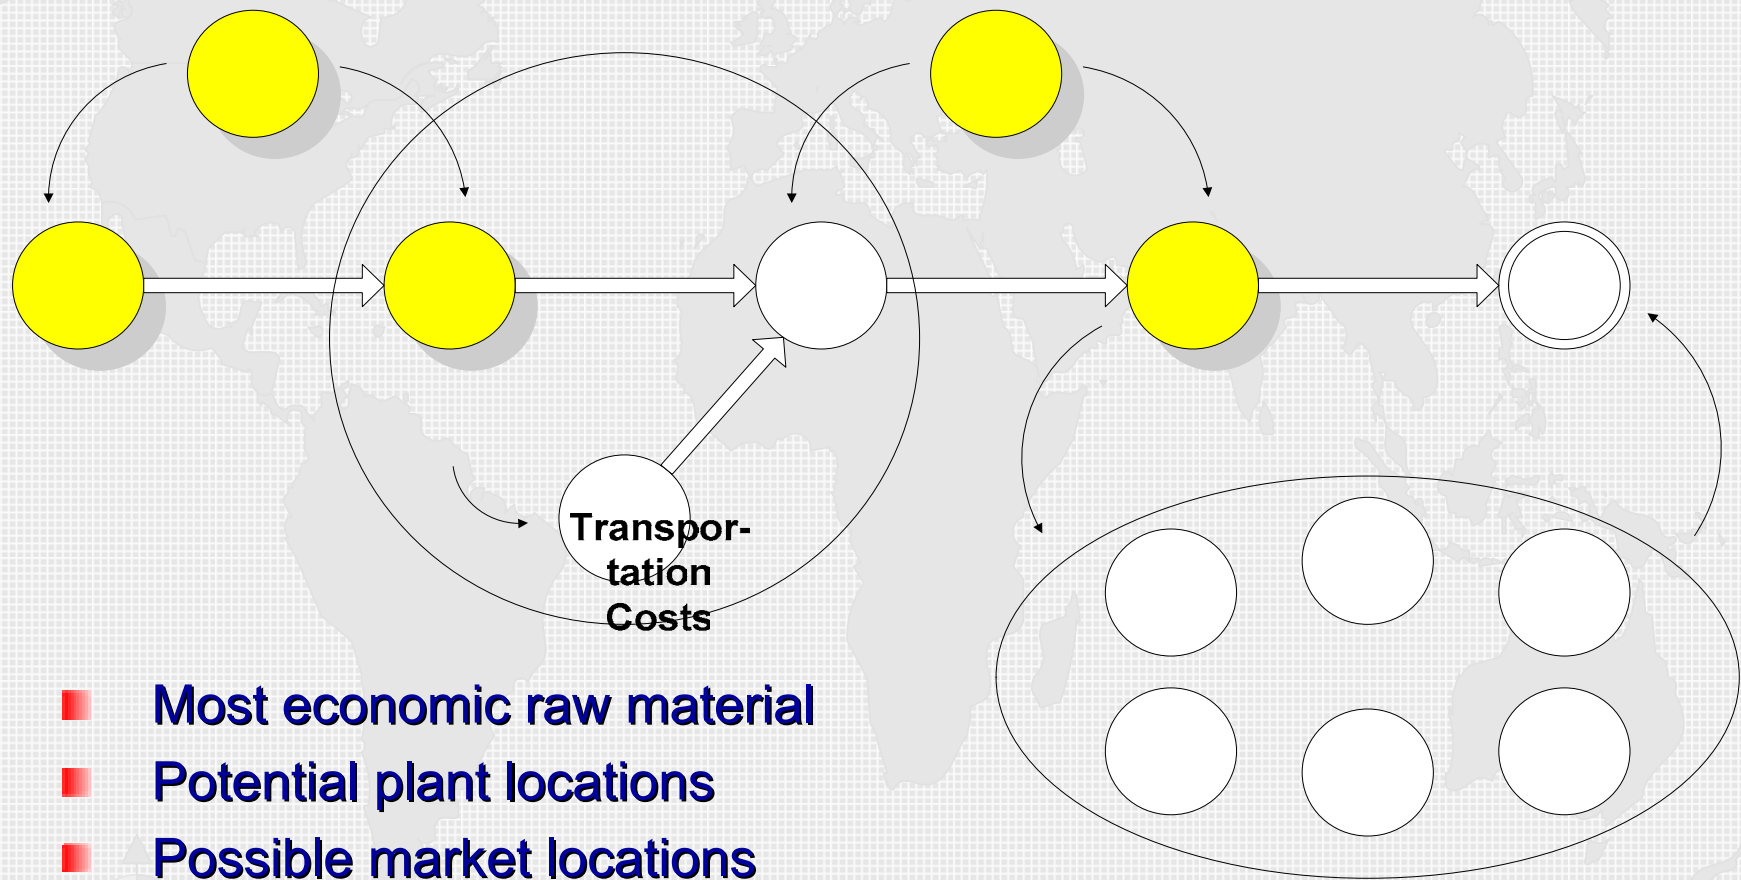 Transpor-
tation
Costs
Most economic raw material
Potential plant locations
Possible market locations